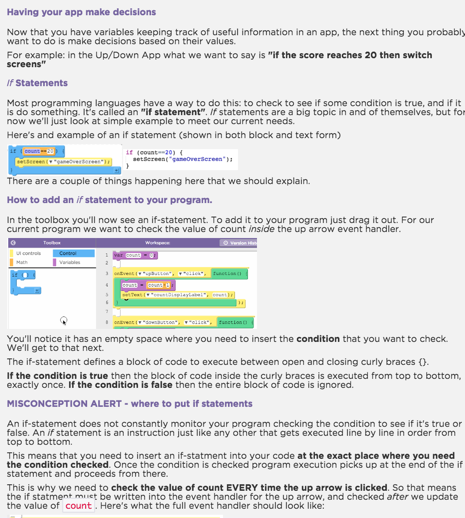 Having your app make decisions
Now that you have variables keeping track of useful information in an app, the next thing you probably
want to do is make decisions based on their values.
For example: in the Up/Down App what we want to say is "if the score reaches 20 then switch
screens"
If Statements
Most programming languages have a way to do this: to check to see if some condition is true, and if it
is do something. It's called an "if statement". If statements are a big topic in and of themselves, but for
now we'll just look at simple example to meet our current needs.
Here's and example of an if statement (shown in both block and text form)
if ( count==20 ) {
setScreen( ▼"gameOverScreen");
}
if (count==20) {
setScreen("gameOverScreen");
}
There are a couple of things happening here that we should explain.
How to add an if statement to your program.
In the toolbox you'll now see an if-statement. To add it to your program just drag it out. For our
current program we want to check the value of count inside the up arrow event handler.
Toolbox Workspace Version Hist
UI controls Control
Math Variables
if ( ) {
}
1 var count = 0;
2
3 onEvent( ▼"upButton", ▼"click", function( )
4 count = count + 1;
5 setText( ▼"countDisplayLabel", count);
6 });
7
8 onEvent( ▼"downButton", ▼"click", function( )
You'll notice it has an empty space where you need to insert the condition that you want to check.
We'll get to that next.
The if-statement defines a block of code to execute between open and closing curly braces {}.
If the condition is true then the block of code inside the curly braces is executed from top to bottom,
exactly once. If the condition is false then the entire block of code is ignored.
MISCONCEPTION ALERT - where to put if statements
An if-statement does not constantly monitor your program checking the condition to see if it's true or
false. An if statement is an instruction just like any other that gets executed line by line in order from
top to bottom.
This means that you need to insert an if-statment into your code at the exact place where you need
the condition checked. Once the condition is checked program execution picks up at the end of the if
statement and proceeds from there.
This is why we need to check the value of count EVERY time the up arrow is clicked. So that means
the if statment must be written into the event handler for the up arrow, and checked after we update
the value of count . Here's what the full event handler should look like: